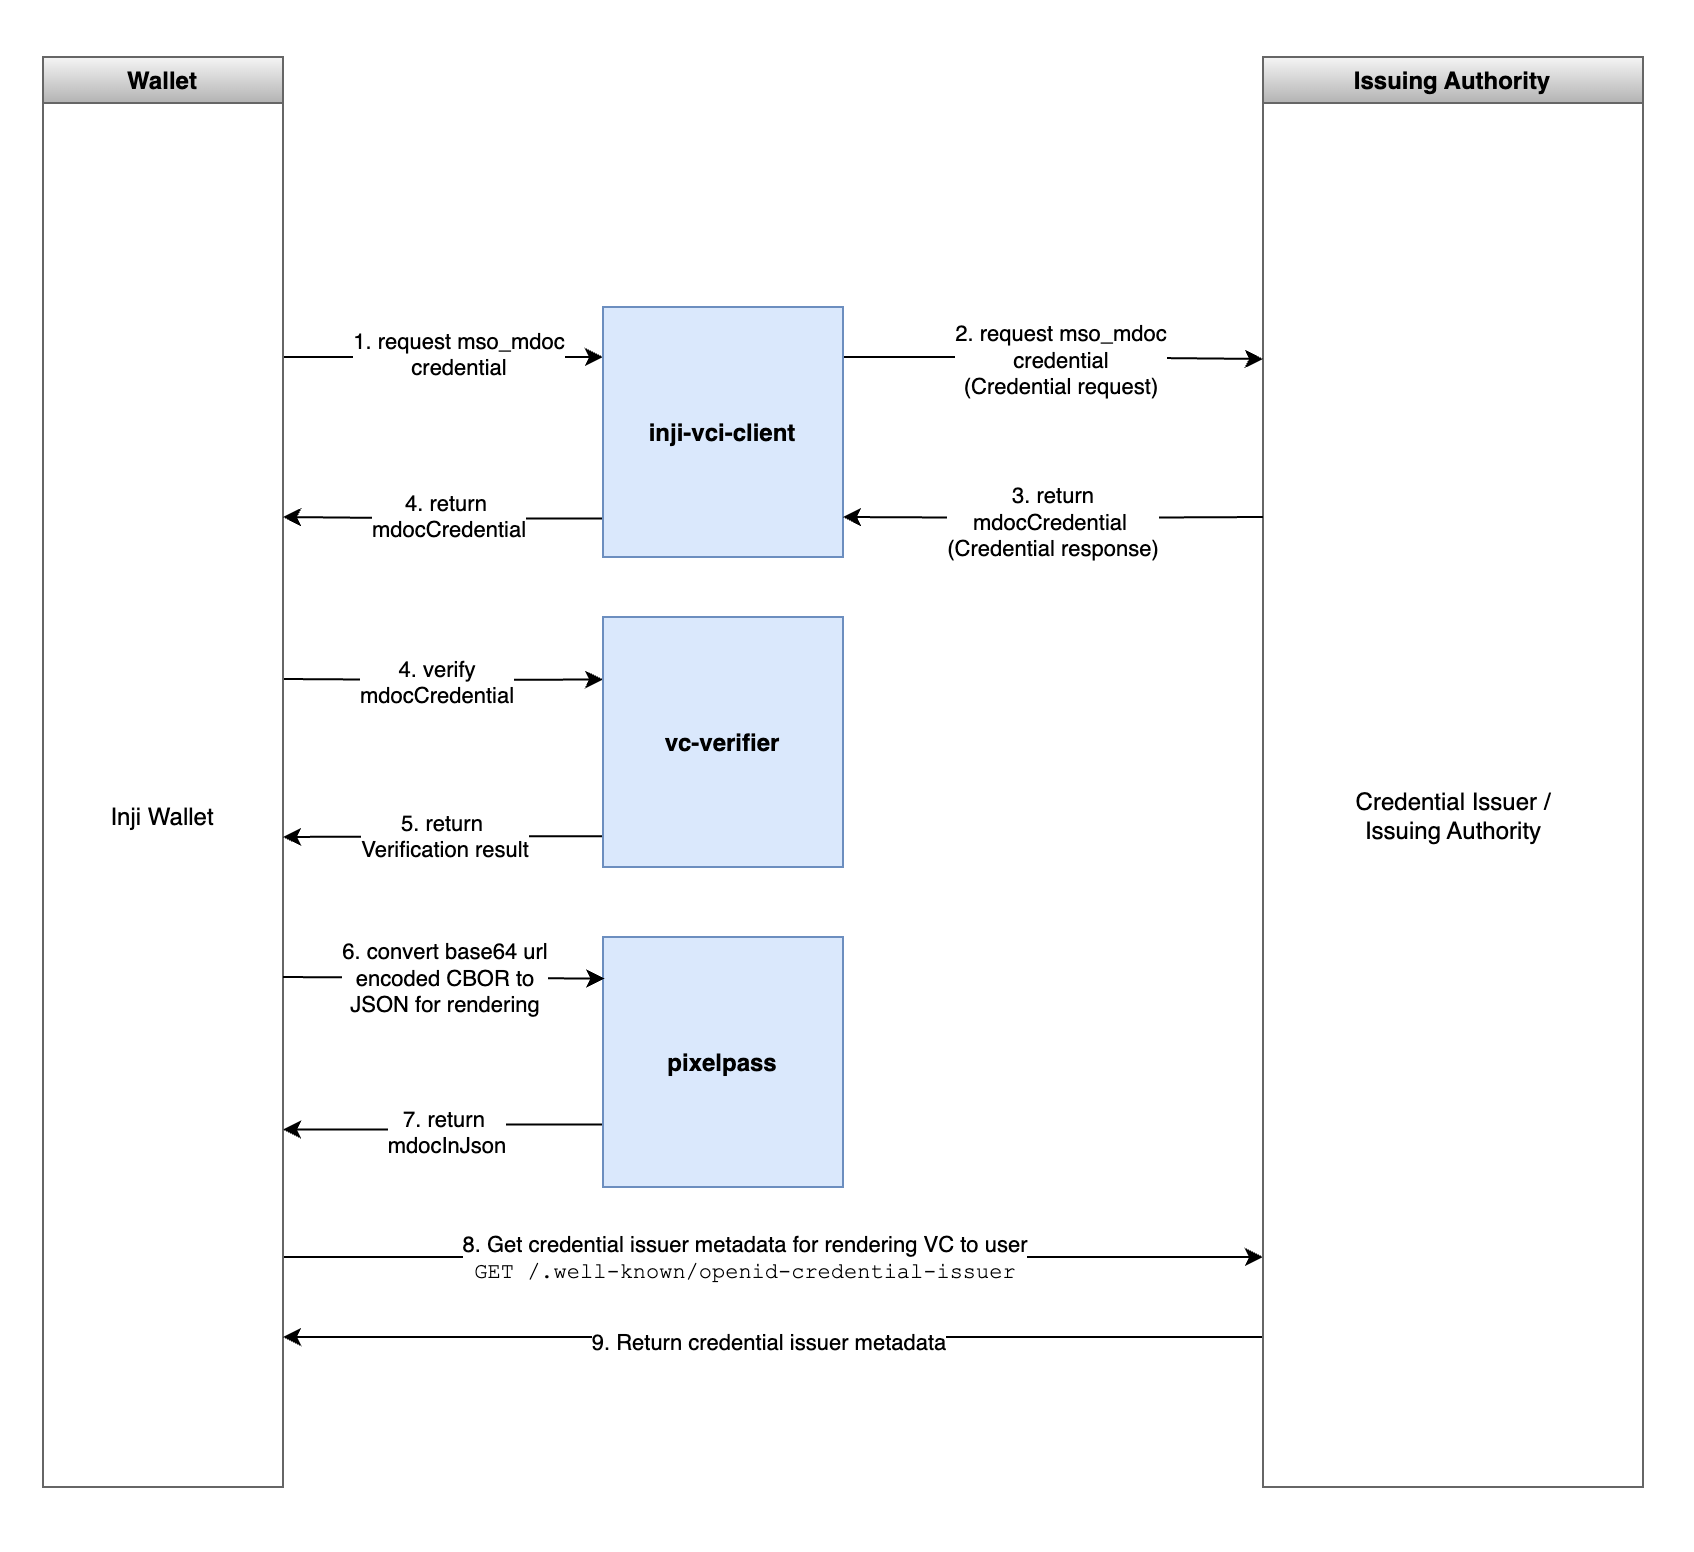 Wallet
Issuing Authority
1. request mso_mdoc
credential
2. request mso_mdoc
credential
(Credential request)
inji-vci-client
4. return
mdocCredential
3. return
mdocCredential
(Credential response)
4. verify
mdocCredential
vc-verifier
Inji Wallet
Credential Issuer /
Issuing Authority
5. return
Verification result
6. convert base64 url
encoded CBOR to
JSON for rendering
pixelpass
7. return
mdocInJson
8. Get credential issuer metadata for rendering VC to user
GET /.well-known/openid-credential-issuer
9. Return credential issuer metadata